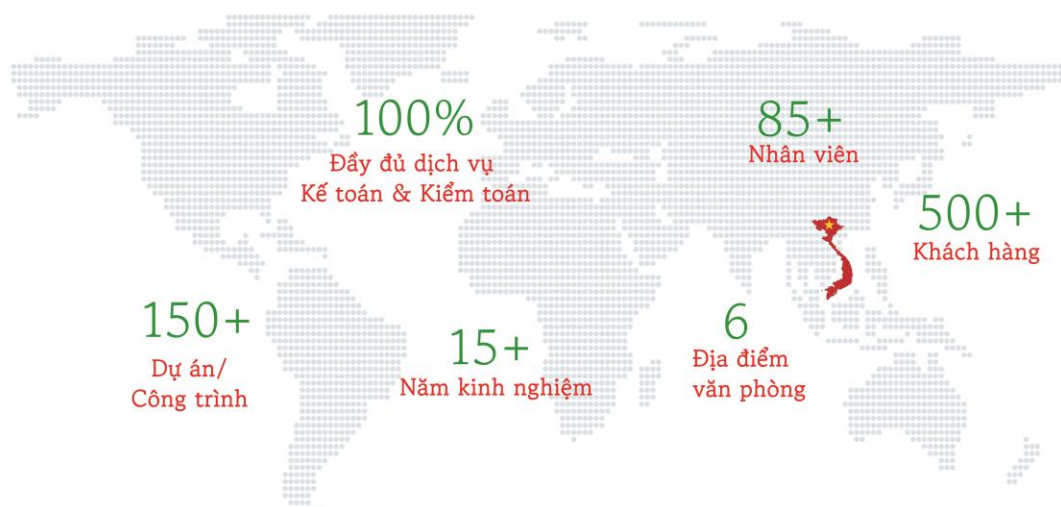 100%
Đầy đủ dịch vụ
Kế toán & Kiểm toán
85+
Nhân viên
500+
Khách hàng
150+
Dự án/
Công trình
15+
Năm kinh nghiệm
6
Địa điểm
văn phòng